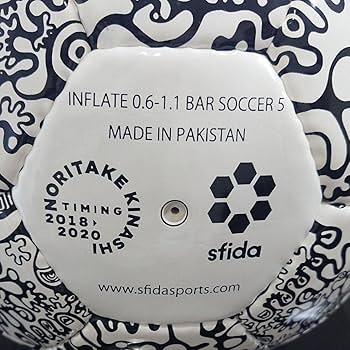 INFLATE 0.6-1.1 BAR SOCCER 5
MADE IN PAKISTAN
NORITAKE KINASHI
TIMING
2018-
2020
sfida
www.sfidasports.com